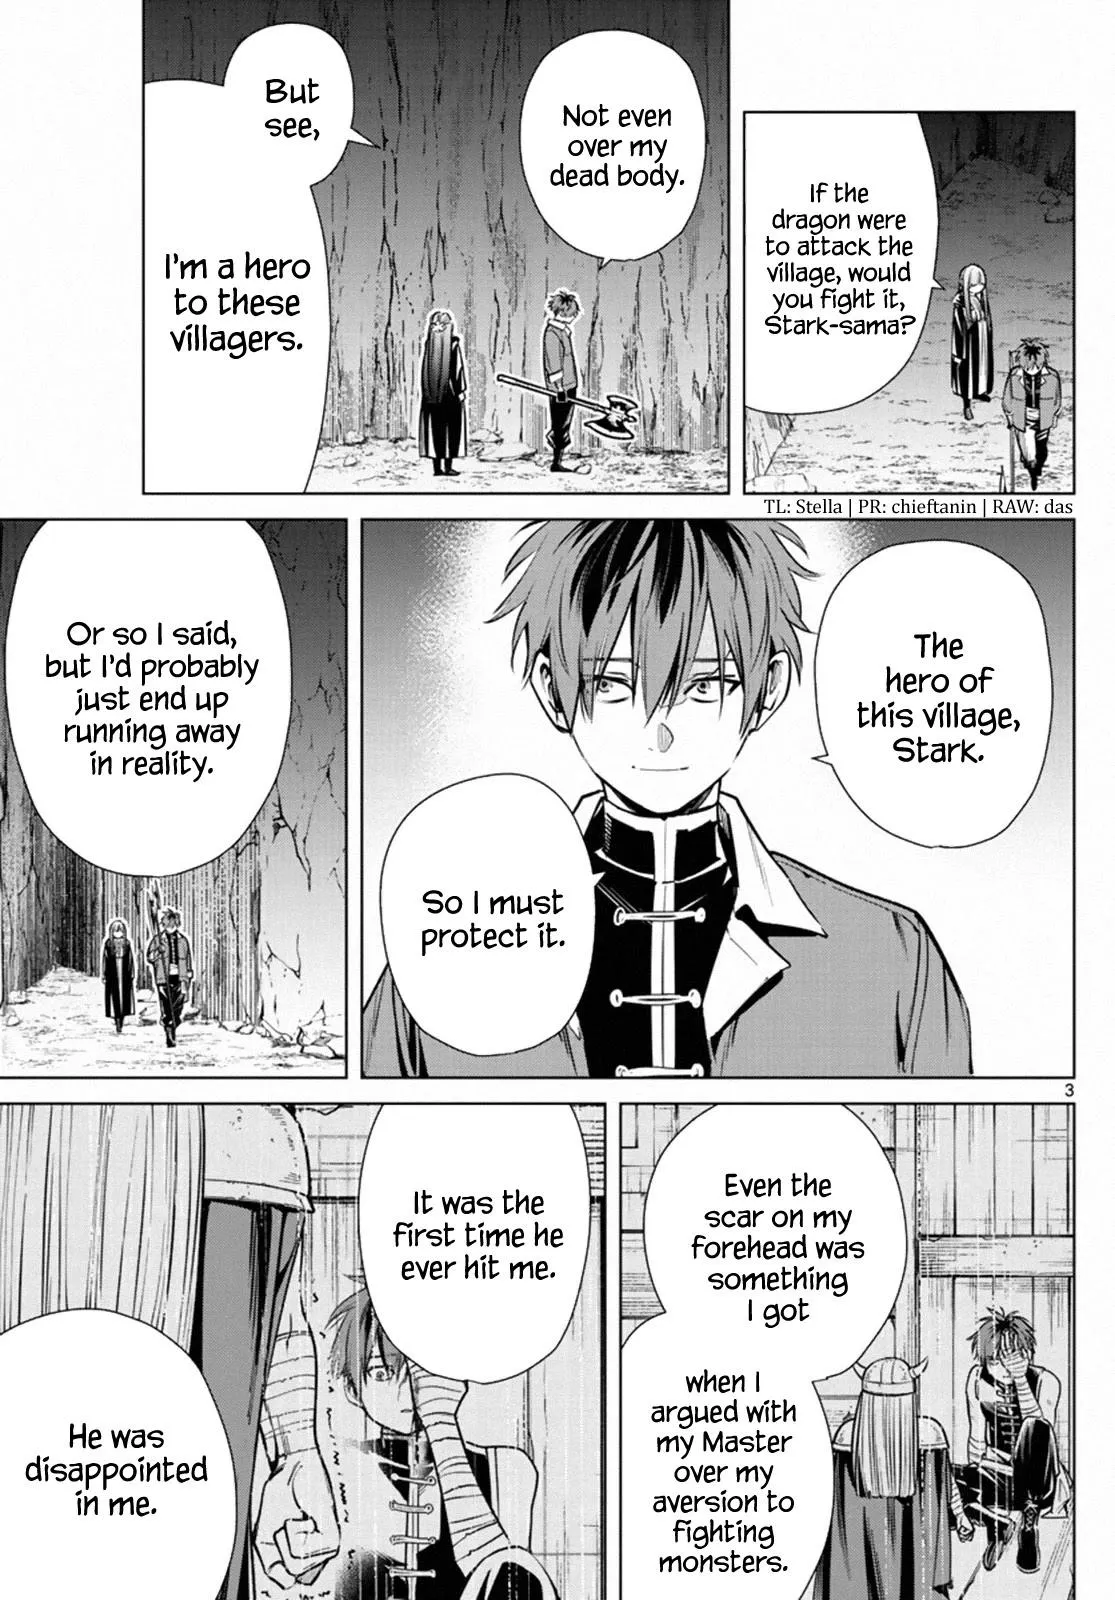 If the
dragon were
to attack the
village, would
you fight it,
Stark-sama?
Not even
over my
dead body.
But
see,
I'm a hero
to these
villagers.
TL: Stella | PR: chieftanin | RAW: das
The
hero of
this village,
Stark.
So I must
protect it.
Or so I said,
but I'd probably
just end up
running away
in reality.
3
Even the
scar on my
forehead was
something
I got
when I
argued with
my Master
over my
aversion to
fighting
monsters.
It was the
first time he
ever hit me.
He was
disappointed
in me.